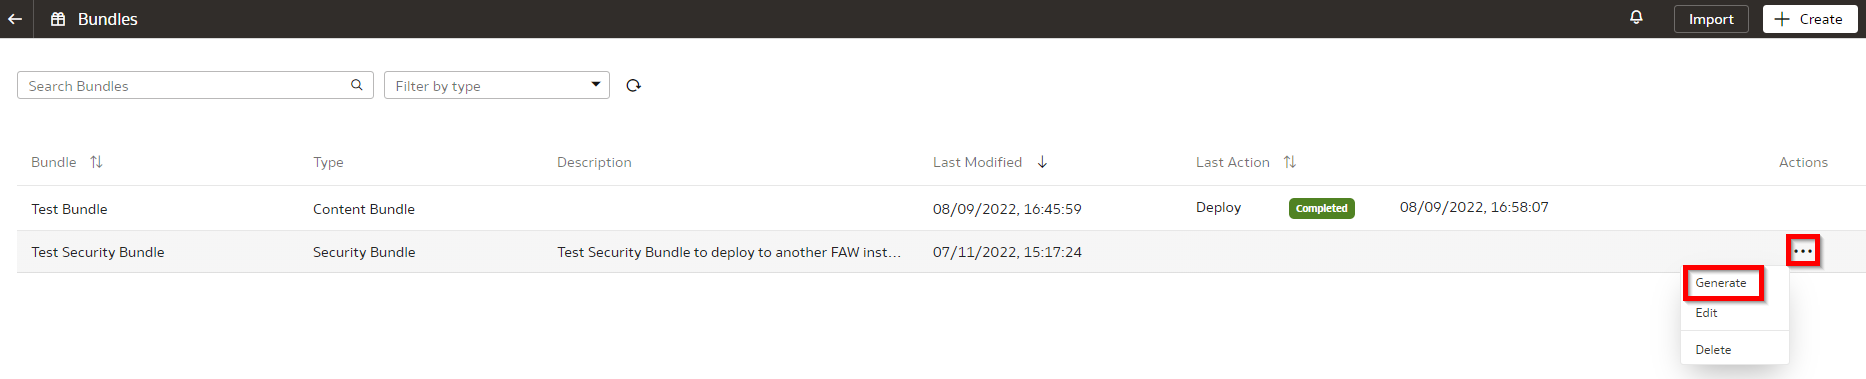 Bundles Import Create
Search Bundles Filter by type
Bundle Type Description Last Modified Last Action Actions
Test Bundle Content Bundle 08/09/2022, 16:45:59 Deploy Completed 08/09/2022, 16:58:07
Test Security Bundle Security Bundle Test Security Bundle to deploy to another FAW inst... 07/11/2022, 15:17:24
Generate
Edit
Delete